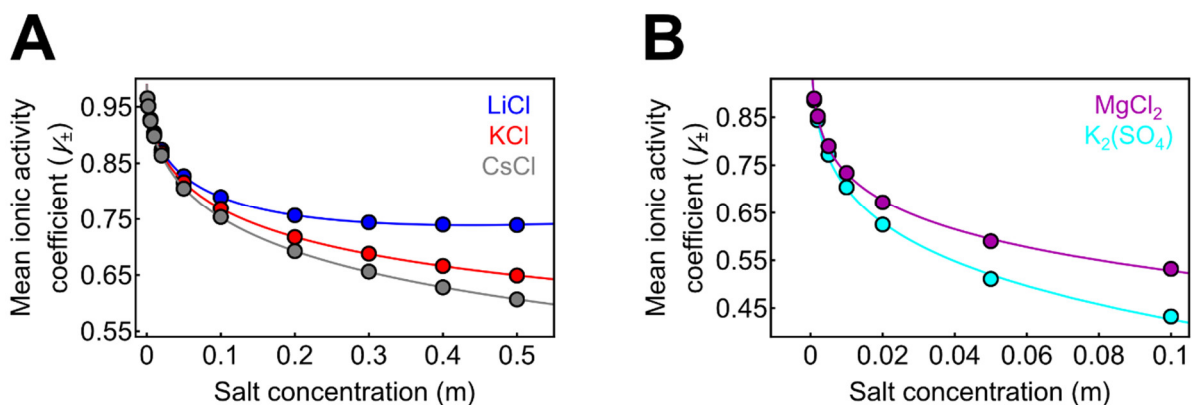 A
Mean ionic activity
coefficient (γ±)
0.95
0.85
0.75
0.65
0.55
LiCl
KCl
CsCl
0
0.1
0.2
0.3
0.4
0.5
Salt concentration (m)
B
Mean ionic activity
coefficient (γ±)
0.85
0.75
0.65
0.55
0.45
MgCl₂
K₂(SO₄)
0
0.02
0.04
0.06
0.08
0.1
Salt concentration (m)